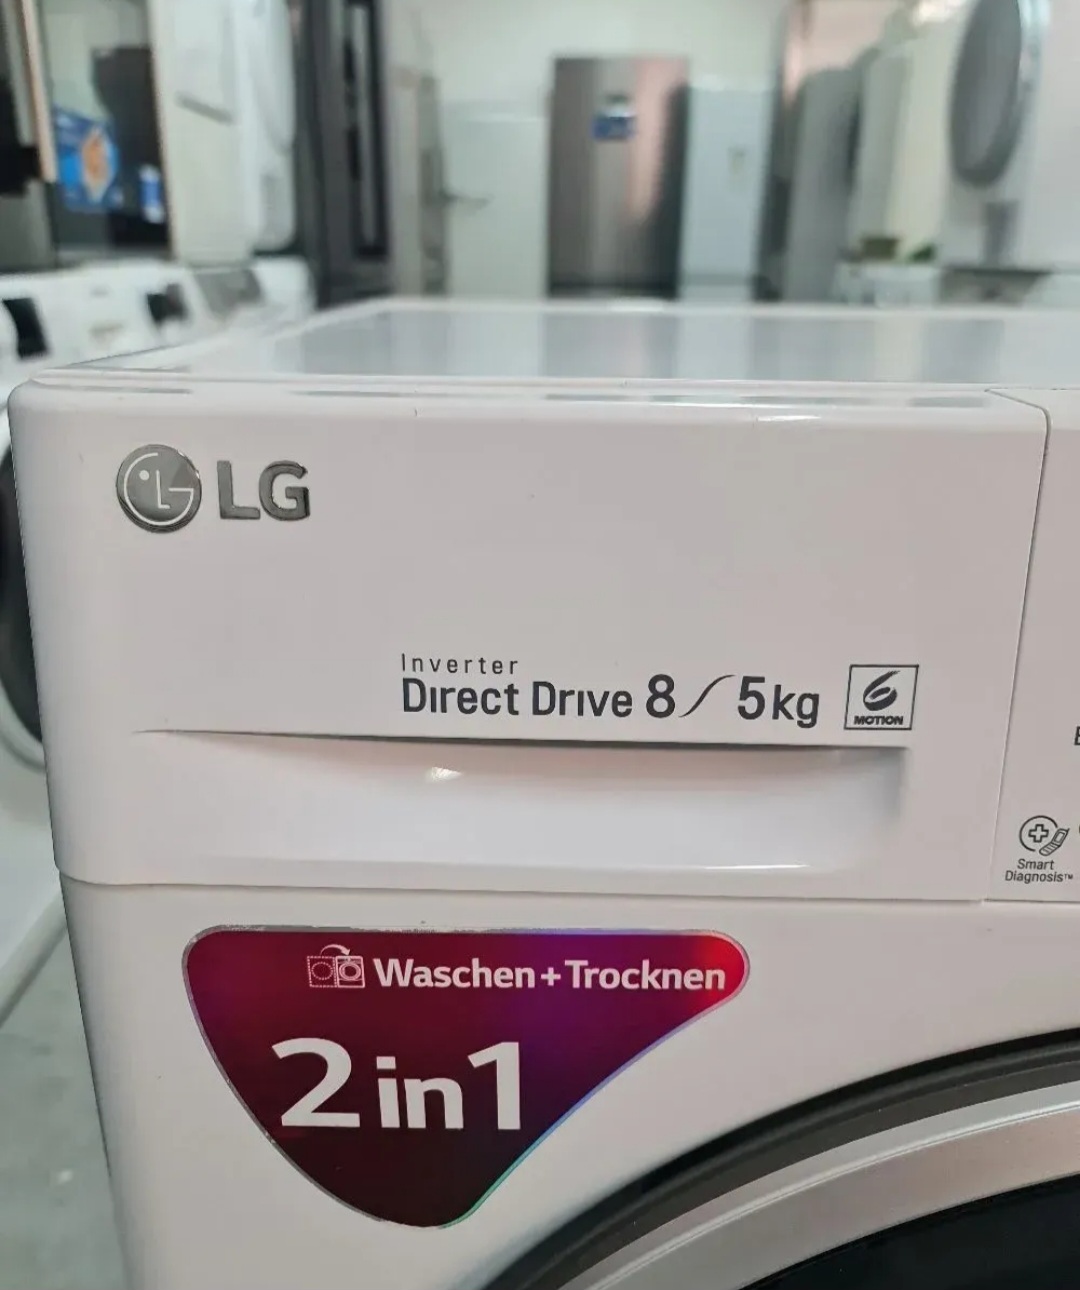 LG
Inverter
Direct Drive 8/5kg
6
MOTION
Smart
Diagnosis™
Waschen+Trocknen
2in1